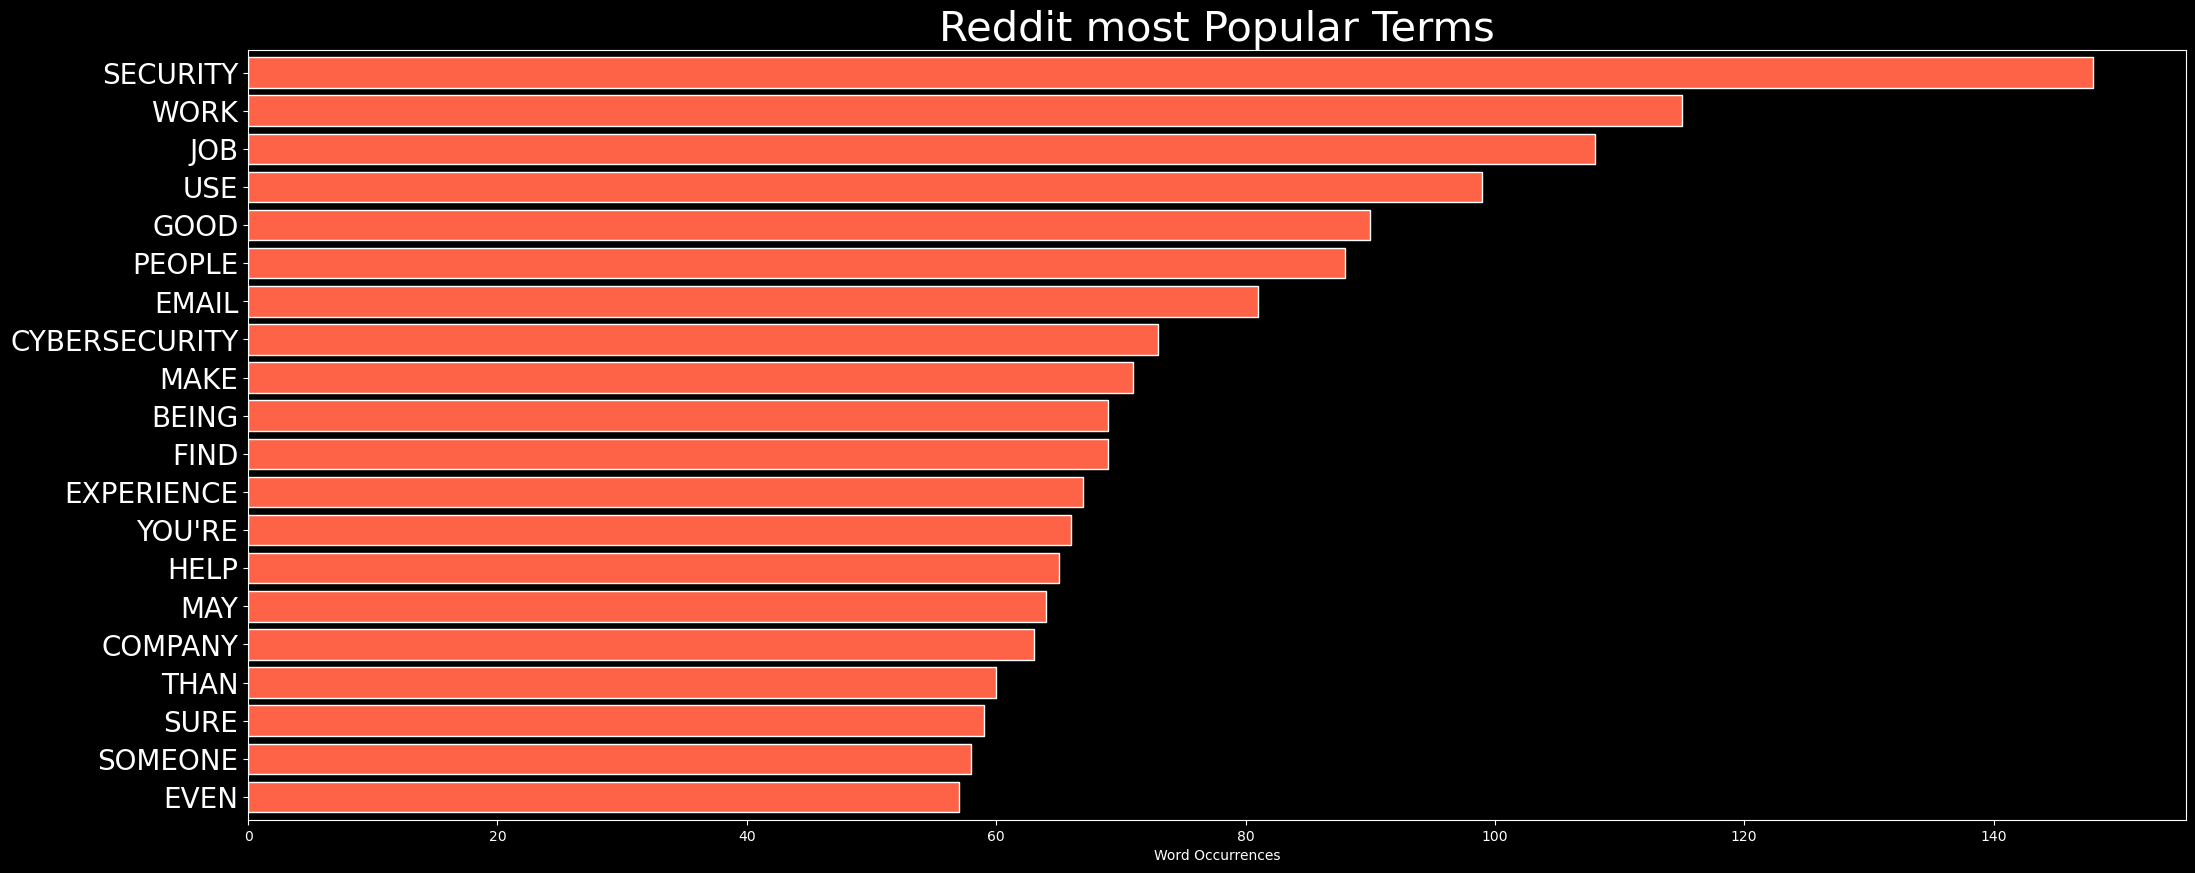 Reddit most Popular Terms
SECURITY
WORK
JOB
USE
GOOD
PEOPLE
EMAIL
CYBERSECURITY
MAKE
BEING
FIND
EXPERIENCE
YOU'RE
HELP
MAY
COMPANY
THAN
SURE
SOMEONE
EVEN
0 20 40 60 80 100 120 140
Word Occurrences